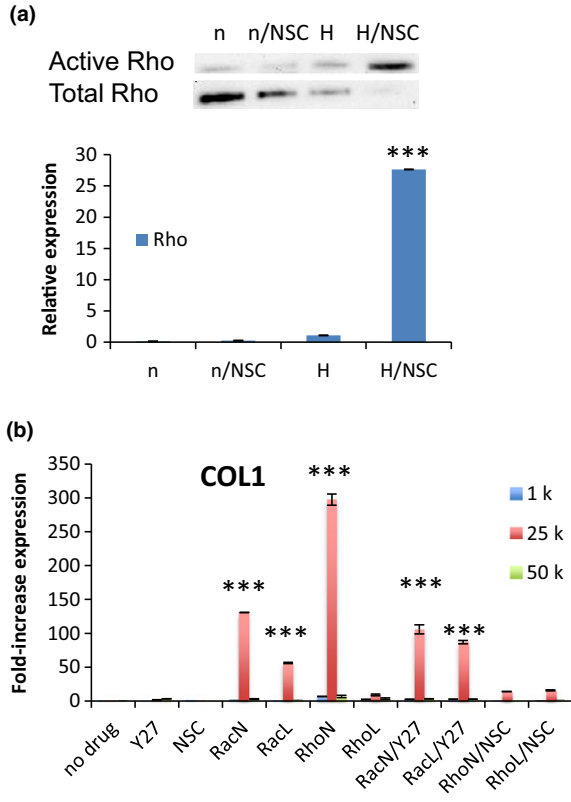 (a)
n n/NSC H H/NSC
Active Rho
Total Rho
***
30
25
20
15
10
5
0
Relative expression
Rho
n n/NSC H H/NSC
(b)
COL1
350
300
250
200
150
100
50
0
Fold-increase expression
***
***
***
***
***
1 k
25 k
50 k
no drug Y27 NSC RacN RacL RhoN RhoL RacN/Y27 RacL/Y27 RhoN/NSC RhoL/NSC